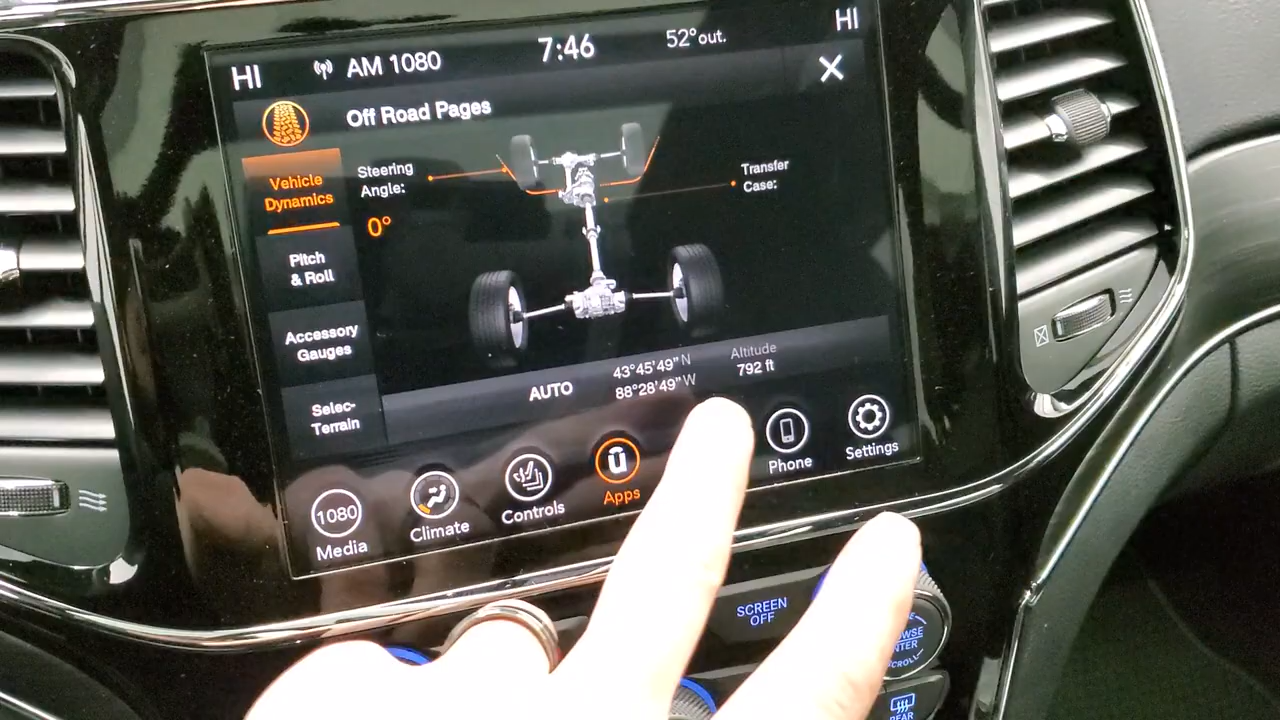 HI
AM 1080
7:46
52° out.
HI
Off Road Pages
Vehicle
Dynamics
Steering
Angle:
0°
Transfer
Case:
Pitch
& Roll
Accessory
Gauges
Selec-
Terrain
AUTO
43°45'49" N
88°28'49" W
Altitude
792 ft
1080
Media
Climate
Controls
Apps
Phone
Settings
SCREEN
OFF
SCROLL
REAR